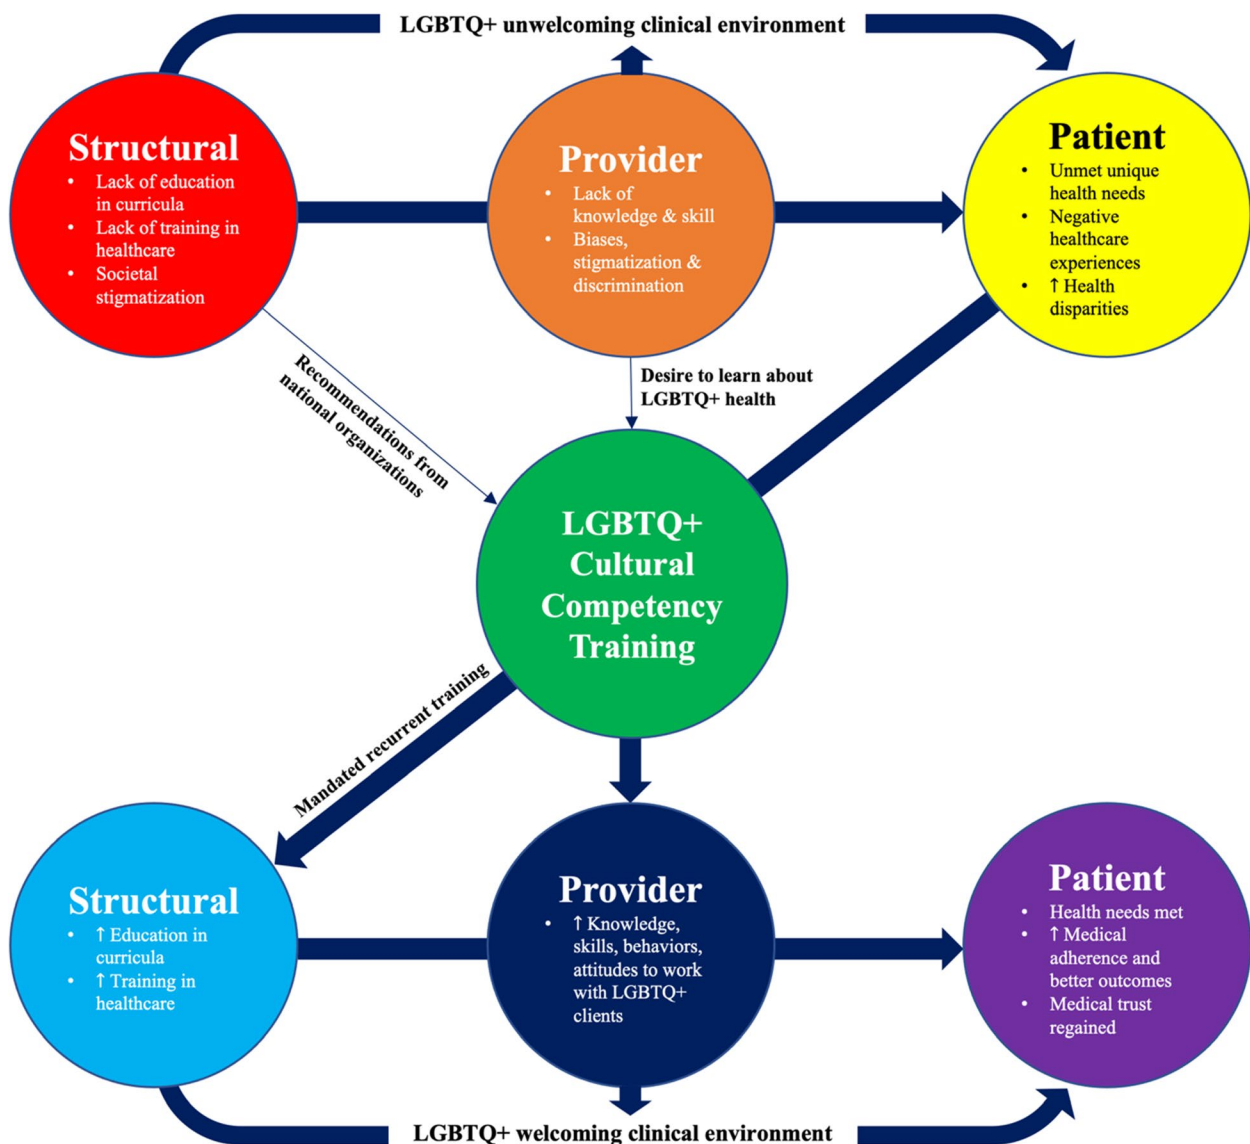 LGBTQ+ unwelcoming clinical environment
Structural
• Lack of education
in curricula
• Lack of training in
healthcare
• Societal
stigmatization
Provider
• Lack of
knowledge & skill
• Biases,
stigmatization &
discrimination
Patient
• Unmet unique
health needs
• Negative
healthcare
experiences
• ↑ Health
disparities
Recommendations from
national organizations
Desire to learn about
LGBTQ+ health
LGBTQ+
Cultural
Competency
Training
Mandated recurrent training
Structural
• ↑ Education in
curricula
• ↑ Training in
healthcare
Provider
• ↑ Knowledge,
skills, behaviors,
attitudes to work
with LGBTQ+
clients
Patient
• Health needs met
• ↑ Medical
adherence and
better outcomes
• Medical trust
regained
LGBTQ+ welcoming clinical environment